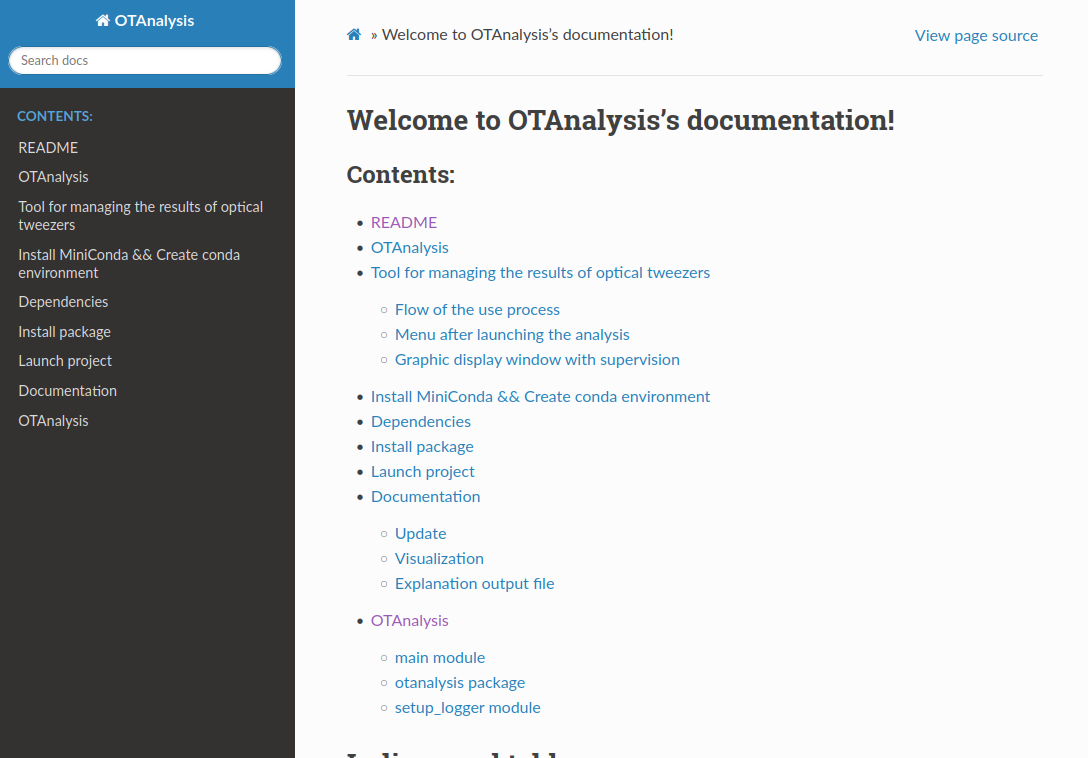 OTAnalysis
Search docs
CONTENTS:
README
OTAnalysis
Tool for managing the results of optical
tweezers
Install MiniConda && Create conda
environment
Dependencies
Install package
Launch project
Documentation
OTAnalysis
» Welcome to OTAnalysis’s documentation!
View page source
Welcome to OTAnalysis’s documentation!
Contents:
• README
• OTAnalysis
• Tool for managing the results of optical tweezers
○ Flow of the use process
○ Menu after launching the analysis
○ Graphic display window with supervision
• Install MiniConda && Create conda environment
• Dependencies
• Install package
• Launch project
• Documentation
○ Update
○ Visualization
○ Explanation output file
• OTAnalysis
○ main module
○ otanalysis package
○ setup_logger module